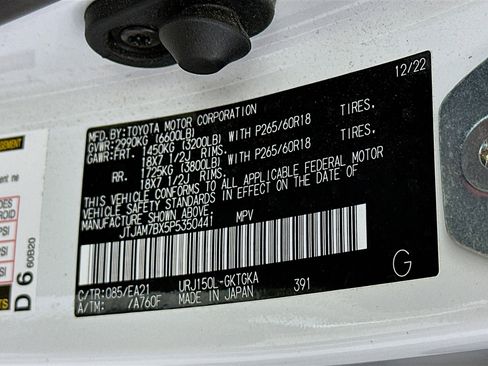 12/22
MFD. BY: TOYOTA MOTOR CORPORATION
GVWR: 2990KG (6600LB)
GAWR: FRT. 1450KG (3200LB) WITH P265/60R18 TIRES,
18X7 1/2J RIMS,
RR. 1725KG (3800LB) WITH P265/60R18 TIRES,
18X7 1/2J RIMS,
THIS VEHICLE CONFORMS TO ALL APPLICABLE FEDERAL MOTOR
VEHICLE SAFETY STANDARDS IN EFFECT ON THE DATE OF
MANUFACTURE SHOWN ABOVE.
JTJAM7BX5P5350441 MPV
C/TR: 085/EA21 URJ150L-GKTGKA
A/TM: /A760F MADE IN JAPAN 391
G
D 6 60B20